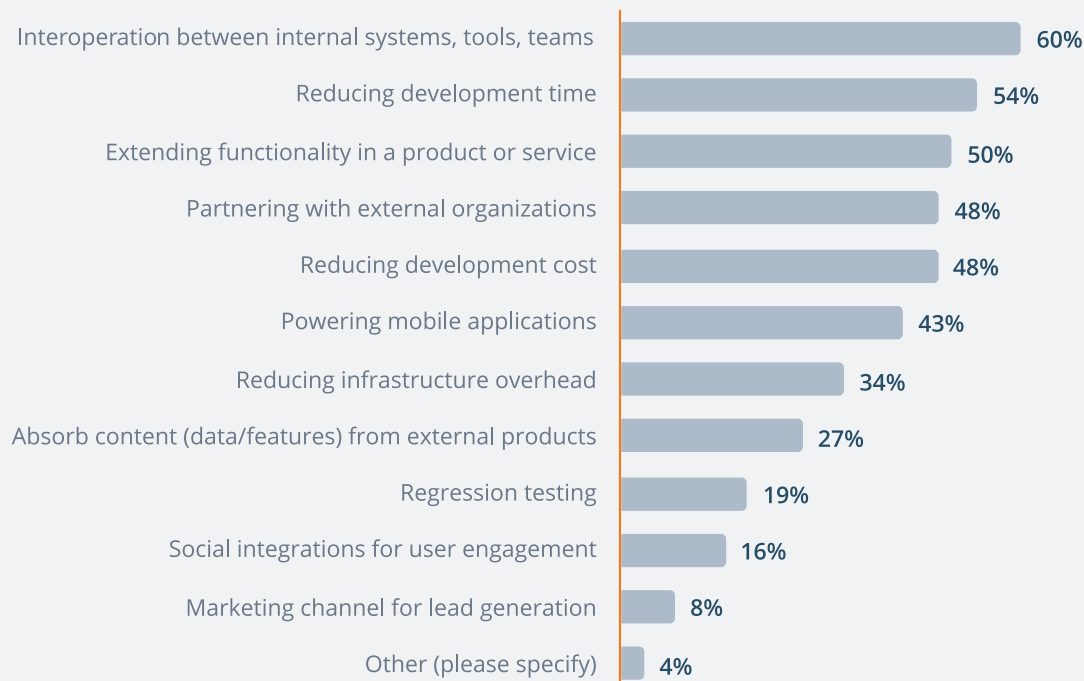 Interoperation between internal systems, tools, teams 60%
Reducing development time 54%
Extending functionality in a product or service 50%
Partnering with external organizations 48%
Reducing development cost 48%
Powering mobile applications 43%
Reducing infrastructure overhead 34%
Absorb content (data/features) from external products 27%
Regression testing 19%
Social integrations for user engagement 16%
Marketing channel for lead generation 8%
Other (please specify) 4%